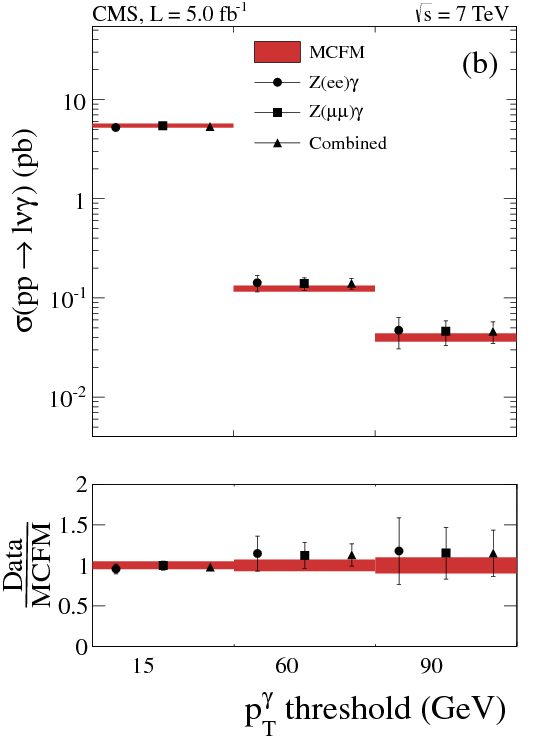 CMS, L = 5.0 fb⁻¹ √s = 7 TeV
(b)
MCFM
Z(ee)γ
Z(μμ)γ
Combined
σ(pp → lνγ) (pb)
10
1
10⁻¹
10⁻²
Data
MCFM
2
1.5
1
0.5
0
15 60 90
p_T^γ threshold (GeV)